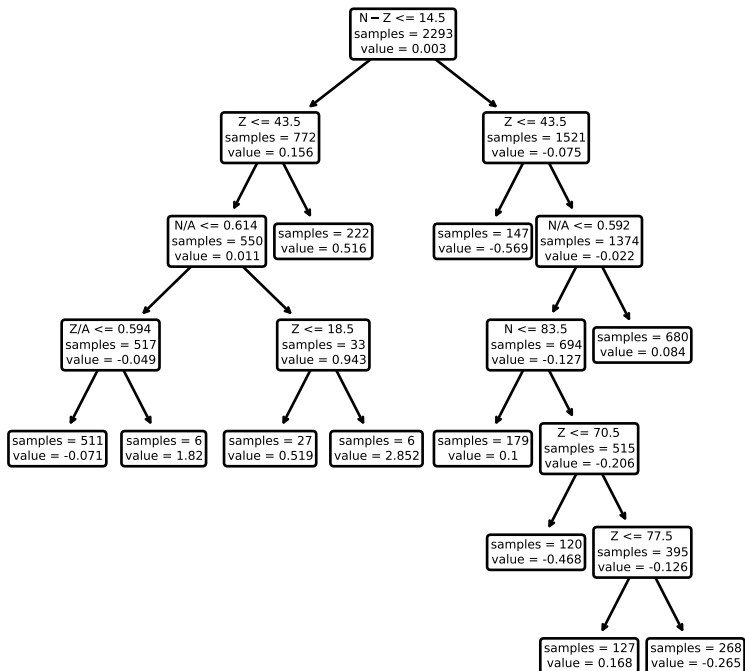 N − Z <= 14.5
samples = 2293
value = 0.003
Z <= 43.5
samples = 772
value = 0.156
Z <= 43.5
samples = 1521
value = -0.075
N/A <= 0.614
samples = 550
value = 0.011
samples = 222
value = 0.516
samples = 147
value = -0.569
N/A <= 0.592
samples = 1374
value = -0.022
Z/A <= 0.594
samples = 517
value = -0.049
Z <= 18.5
samples = 33
value = 0.943
N <= 83.5
samples = 694
value = -0.127
samples = 680
value = 0.084
samples = 511
value = -0.071
samples = 6
value = 1.82
samples = 27
value = 0.519
samples = 6
value = 2.852
samples = 179
value = 0.1
Z <= 70.5
samples = 515
value = -0.206
samples = 120
value = -0.468
Z <= 77.5
samples = 395
value = -0.126
samples = 127
value = 0.168
samples = 268
value = -0.265